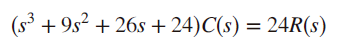 (s³ + 9s² + 26s + 24)C(s) = 24R(s)